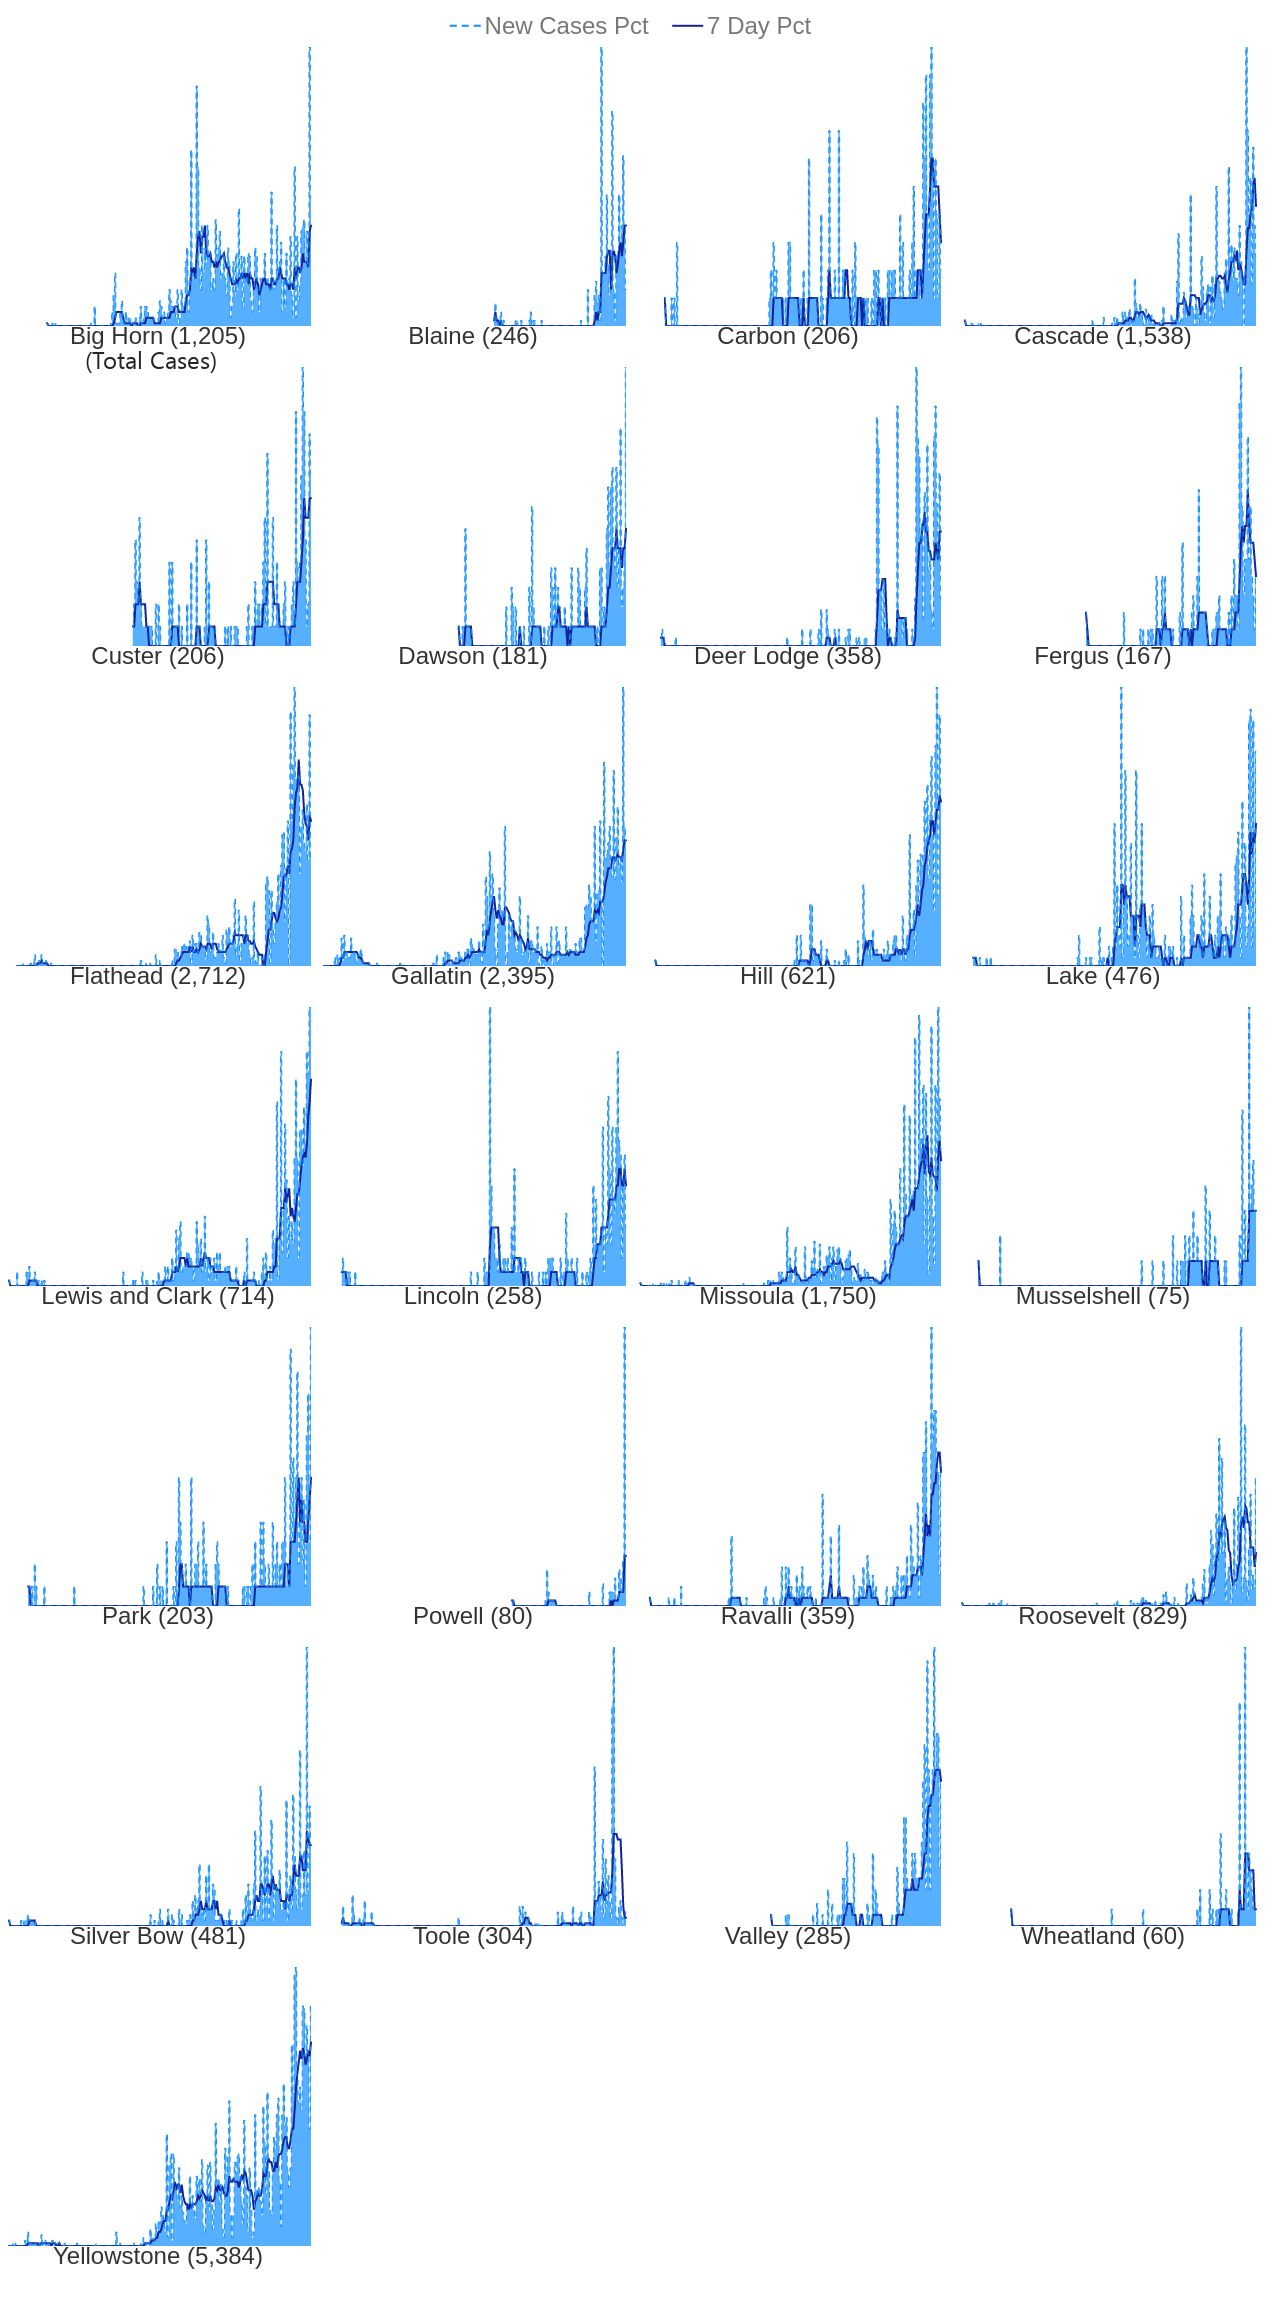 New Cases Pct 7 Day Pct
Big Horn (1,205) Blaine (246) Carbon (206) Cascade (1,538)
(Total Cases)
Custer (206) Dawson (181) Deer Lodge (358) Fergus (167)
Flathead (2,712) Gallatin (2,395) Hill (621) Lake (476)
Lewis and Clark (714) Lincoln (258) Missoula (1,750) Musselshell (75)
Park (203) Powell (80) Ravalli (359) Roosevelt (829)
Silver Bow (481) Toole (304) Valley (285) Wheatland (60)
Yellowstone (5,384)